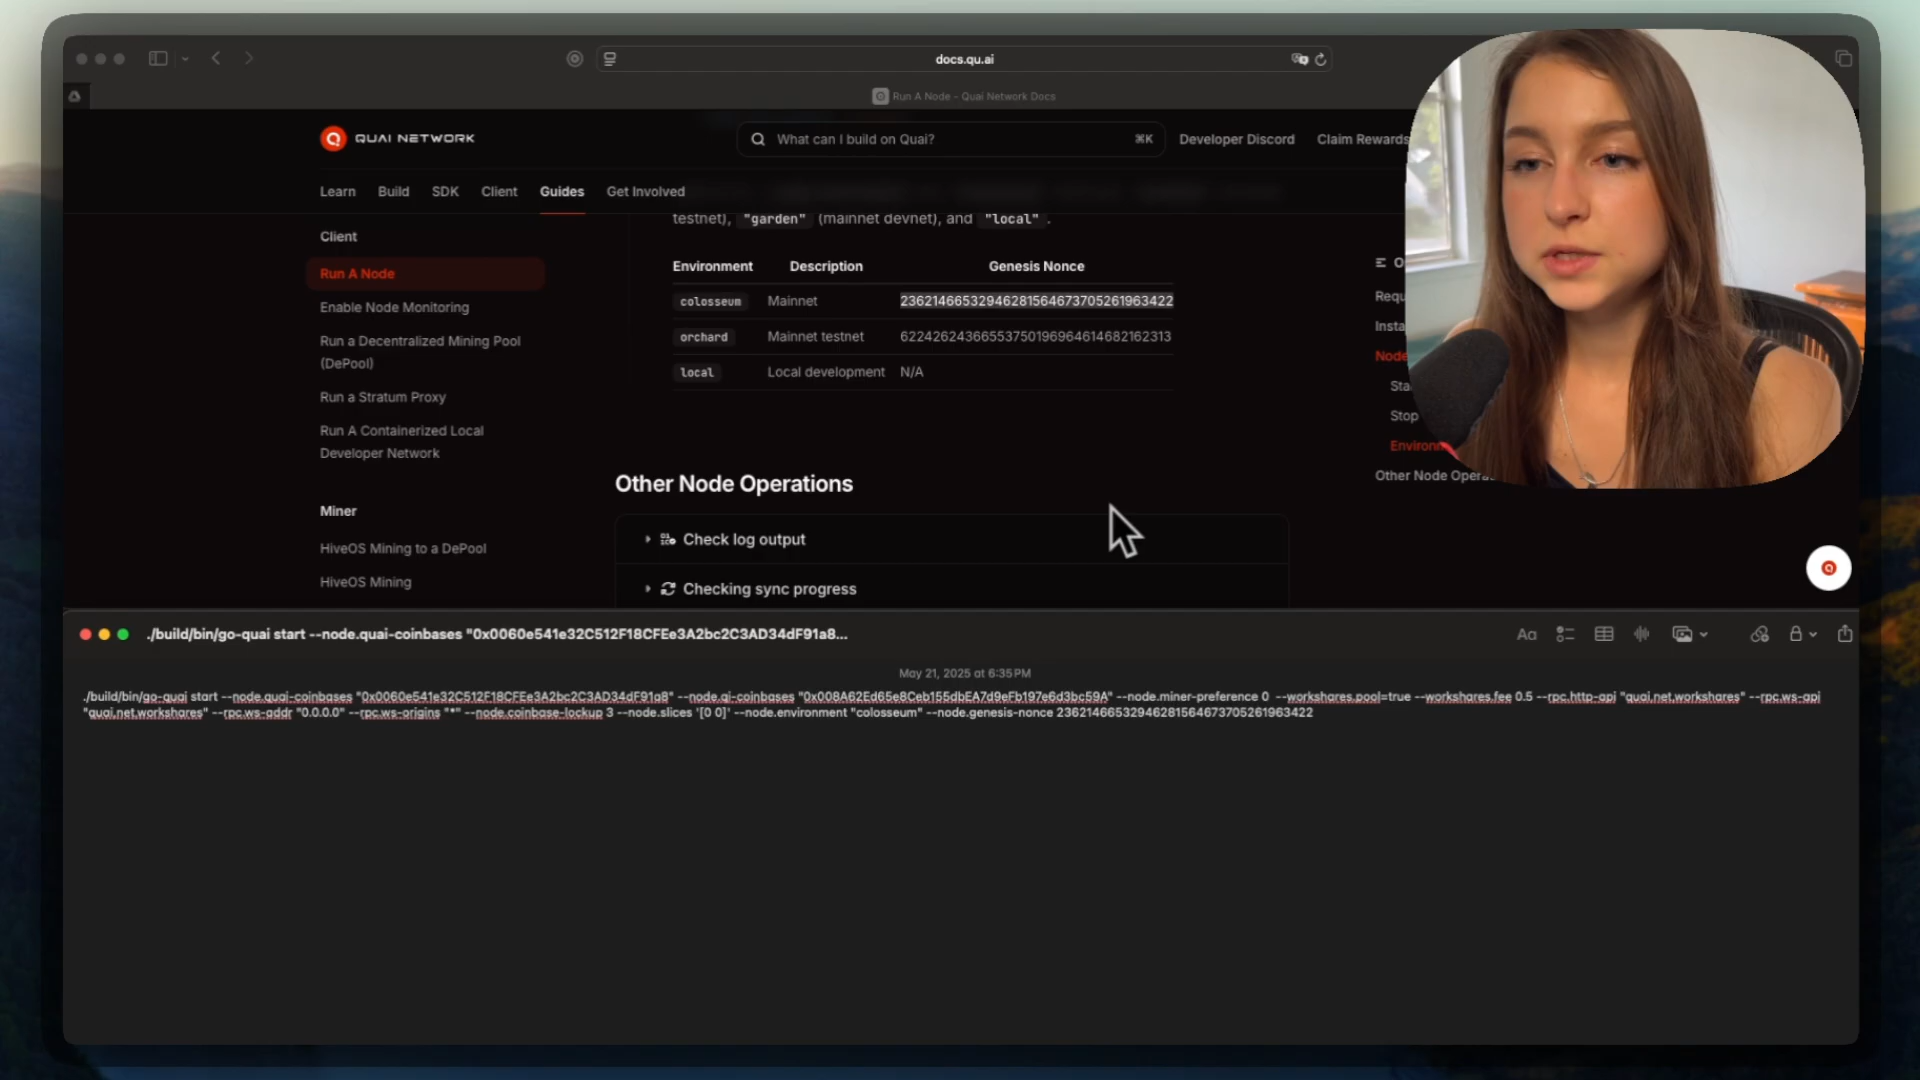 docs.qu.ai
Run A Node - Quai Network Docs
QUAI NETWORK
What can I build on Quai?
⌘K
Developer Discord
Claim Rewards
Learn
Build
SDK
Client
Guides
Get Involved
Client
Run A Node
Enable Node Monitoring
Run a Decentralized Mining Pool
(DePool)
Run a Stratum Proxy
Run A Containerized Local
Developer Network
Miner
HiveOS Mining to a DePool
HiveOS Mining
testnet), "garden" (mainnet devnet), and "local" .
Environment Description Genesis Nonce
colosseum Mainnet 23621466532946281564673705261963422
orchard Mainnet testnet 6224262436655375019696461468216​2313
local Local development N/A
Other Node Operations
Check log output
Checking sync progress
O
Requ
Insta
Node
Sta
Stop
Environm
Other Node Opera
./build/bin/go-quai start --node.quai-coinbases "0x0060e541e32C512F18CFEe3A2bc2C3AD34dF91a8...
Aa
May 21, 2025 at 6:35 PM
./build/bin/go-quai start --node.quai-coinbases "0x0060e541e32C512F18CFEe3A2bc2C3AD34dF91a8" --node.qi-coinbases "0x008A62Ed65e8Ceb155dbEA7d9eFb197e6d3bc59A" --node.miner-preference 0 --workshares.pool=true --workshares.fee 0.5 --rpc.http-api "quai,net,workshares" --rpc.ws-api
"quai,net,workshares" --rpc.ws-addr "0.0.0.0" --rpc.ws-origins "*" --node.coinbase-lockup 3 --node.slices '[0 0]' --node.environment "colosseum" --node.genesis-nonce 23621466532946281564673705261963422